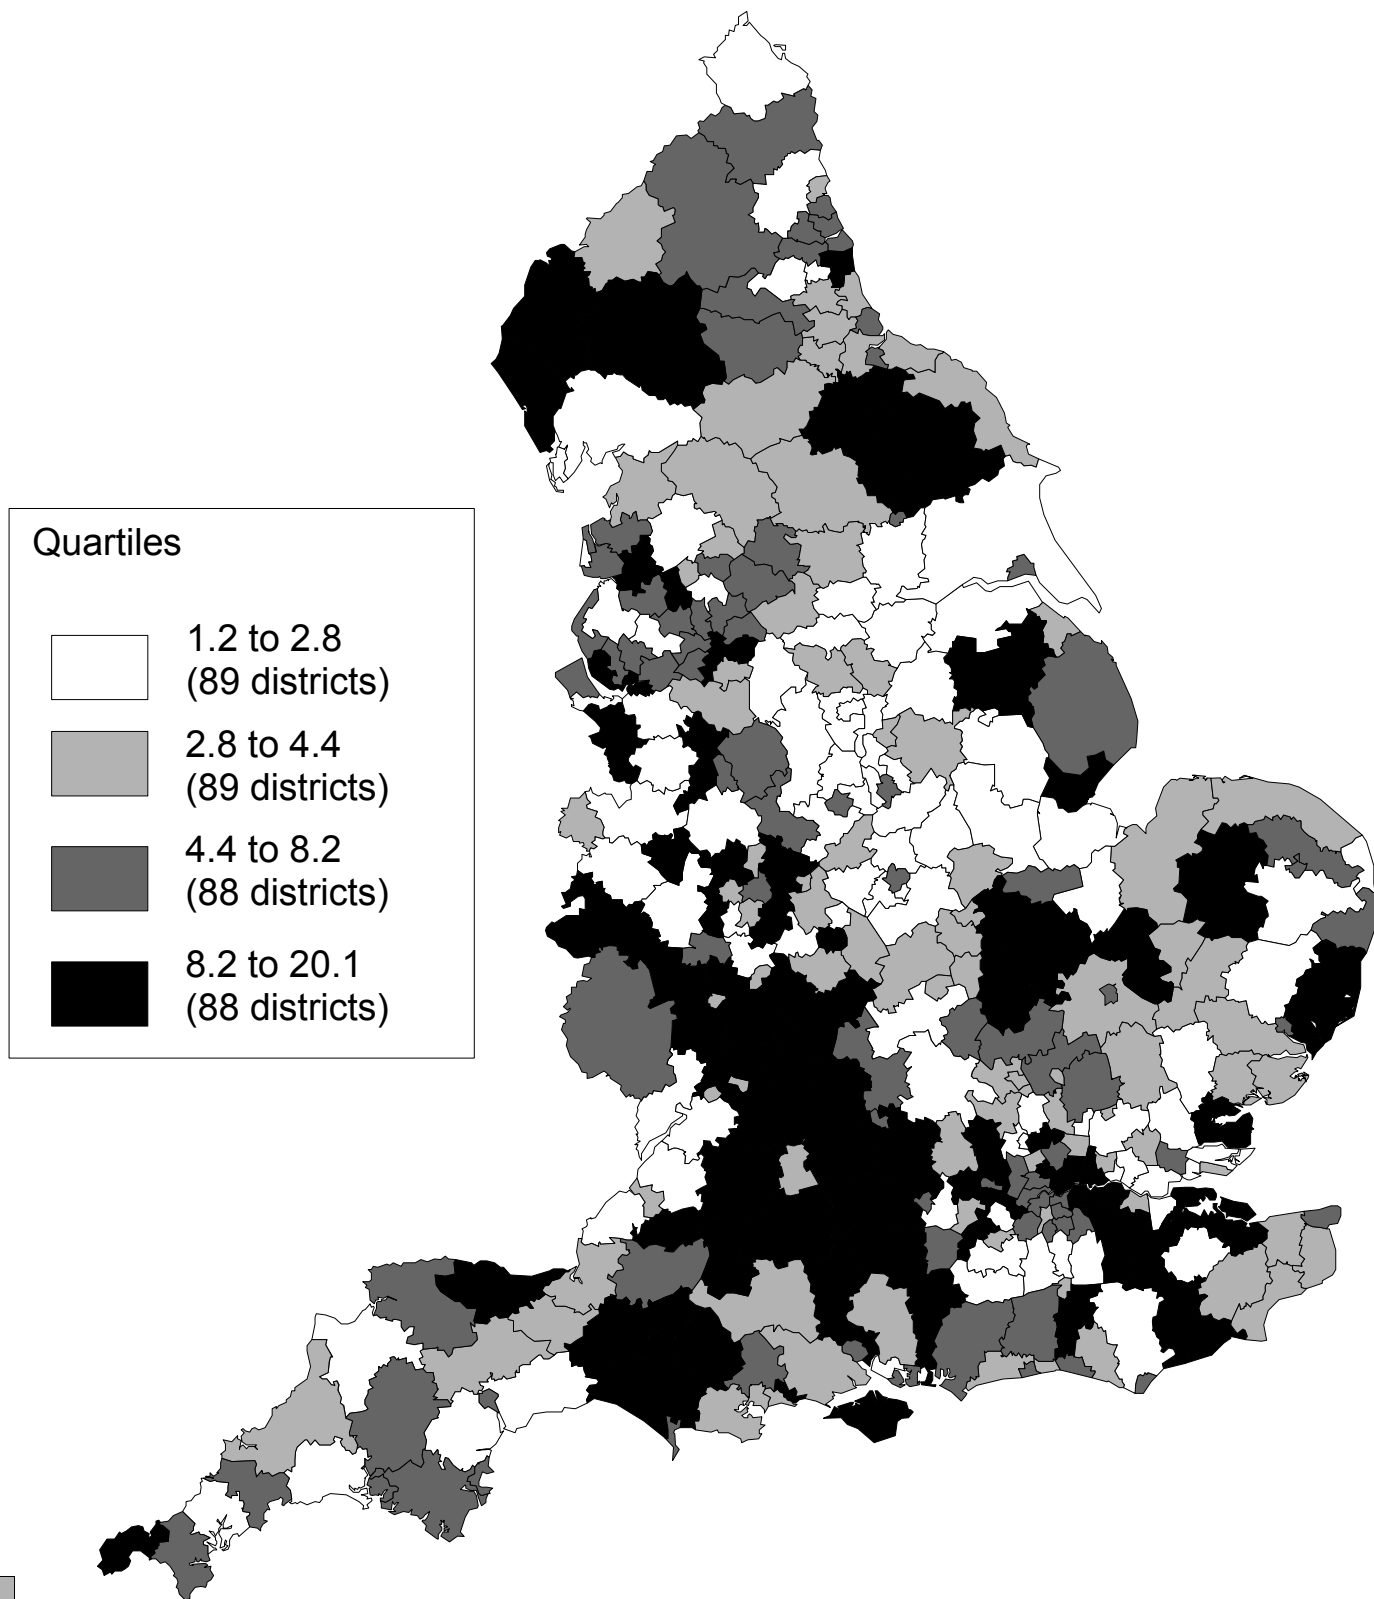 Quartiles
1.2 to 2.8
(89 districts)
2.8 to 4.4
(89 districts)
4.4 to 8.2
(88 districts)
8.2 to 20.1
(88 districts)